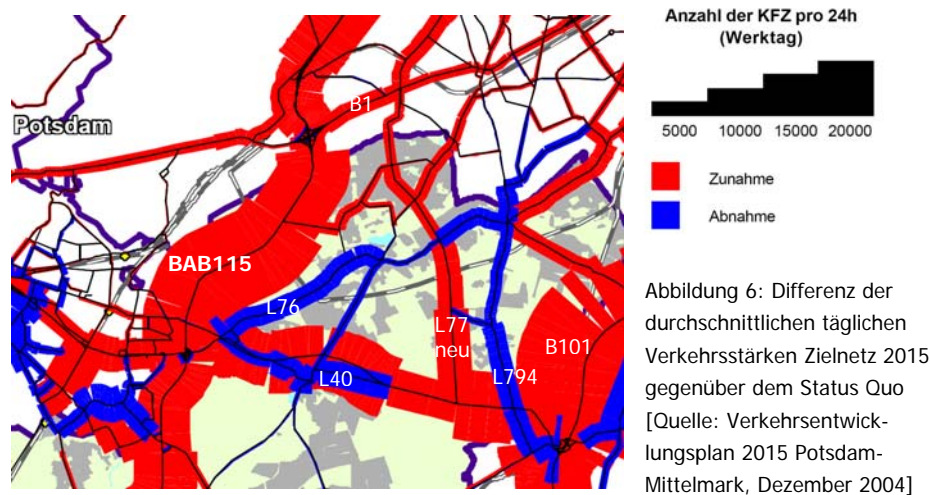 Potsdam
B1
BAB115
L76
L77
neu
B101
L40
L794
Anzahl der KFZ pro 24h
(Werktag)
5000 10000 15000 20000
Zunahme
Abnahme
Abbildung 6: Differenz der
durchschnittlichen täglichen
Verkehrsstärken Zielnetz 2015
gegenüber dem Status Quo
[Quelle: Verkehrsentwick-
lungsplan 2015 Potsdam-
Mittelmark, Dezember 2004]